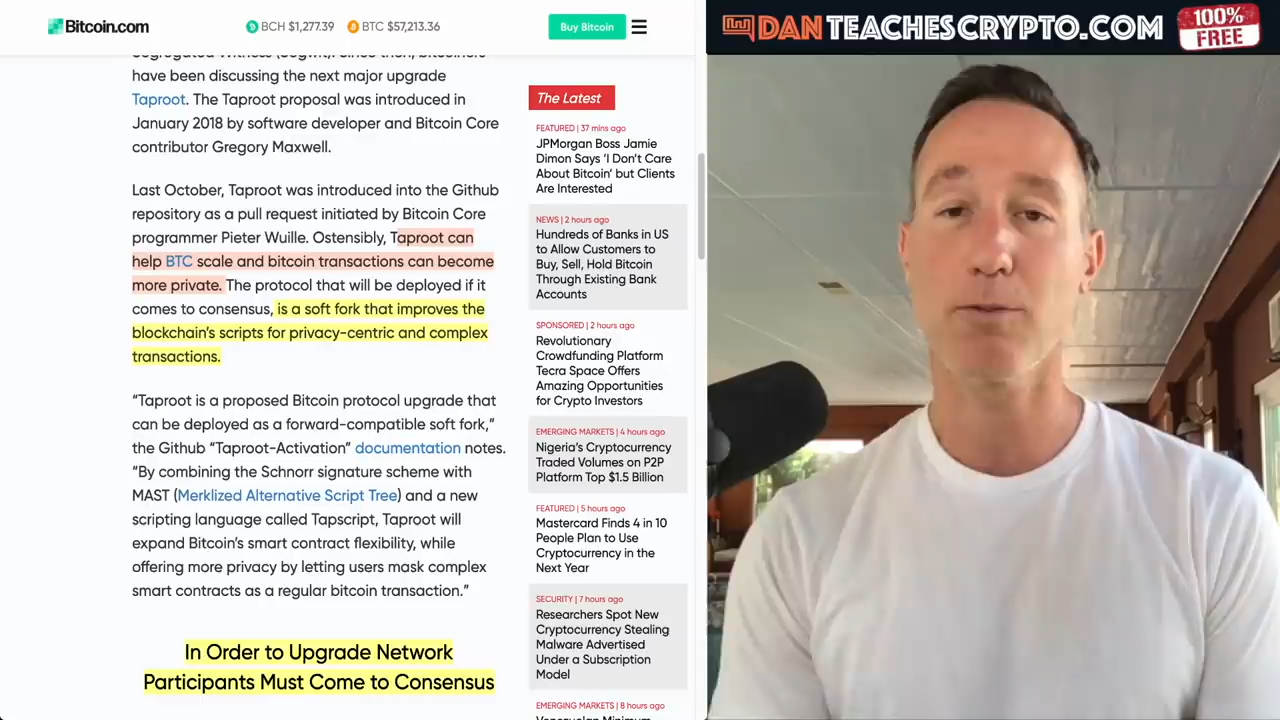 Bitcoin.com
BCH $1,277.39
BTC $57,213.36
Buy Bitcoin
DANTEACHESCRYPTO.COM
100%
FREE
have been discussing the next major upgrade
Taproot. The Taproot proposal was introduced in
January 2018 by software developer and Bitcoin Core
contributor Gregory Maxwell.
Last October, Taproot was introduced into the Github
repository as a pull request initiated by Bitcoin Core
programmer Pieter Wuille. Ostensibly, Taproot can
help BTC scale and bitcoin transactions can become
more private. The protocol that will be deployed if it
comes to consensus, is a soft fork that improves the
blockchain's scripts for privacy-centric and complex
transactions.
“Taproot is a proposed Bitcoin protocol upgrade that
can be deployed as a forward-compatible soft fork,”
the Github “Taproot-Activation” documentation notes.
“By combining the Schnorr signature scheme with
MAST (Merklized Alternative Script Tree) and a new
scripting language called Tapscript, Taproot will
expand Bitcoin's smart contract flexibility, while
offering more privacy by letting users mask complex
smart contracts as a regular bitcoin transaction.”
In Order to Upgrade Network
Participants Must Come to Consensus
The Latest
FEATURED | 37 mins ago
JPMorgan Boss Jamie
Dimon Says 'I Don't Care
About Bitcoin' but Clients
Are Interested
NEWS | 2 hours ago
Hundreds of Banks in US
to Allow Customers to
Buy, Sell, Hold Bitcoin
Through Existing Bank
Accounts
SPONSORED | 2 hours ago
Revolutionary
Crowdfunding Platform
Tecra Space Offers
Amazing Opportunities
for Crypto Investors
EMERGING MARKETS | 4 hours ago
Nigeria's Cryptocurrency
Traded Volumes on P2P
Platform Top $1.5 Billion
FEATURED | 5 hours ago
Mastercard Finds 4 in 10
People Plan to Use
Cryptocurrency in the
Next Year
SECURITY | 7 hours ago
Researchers Spot New
Cryptocurrency Stealing
Malware Advertised
Under a Subscription
Model
EMERGING MARKETS | 8 hours ago